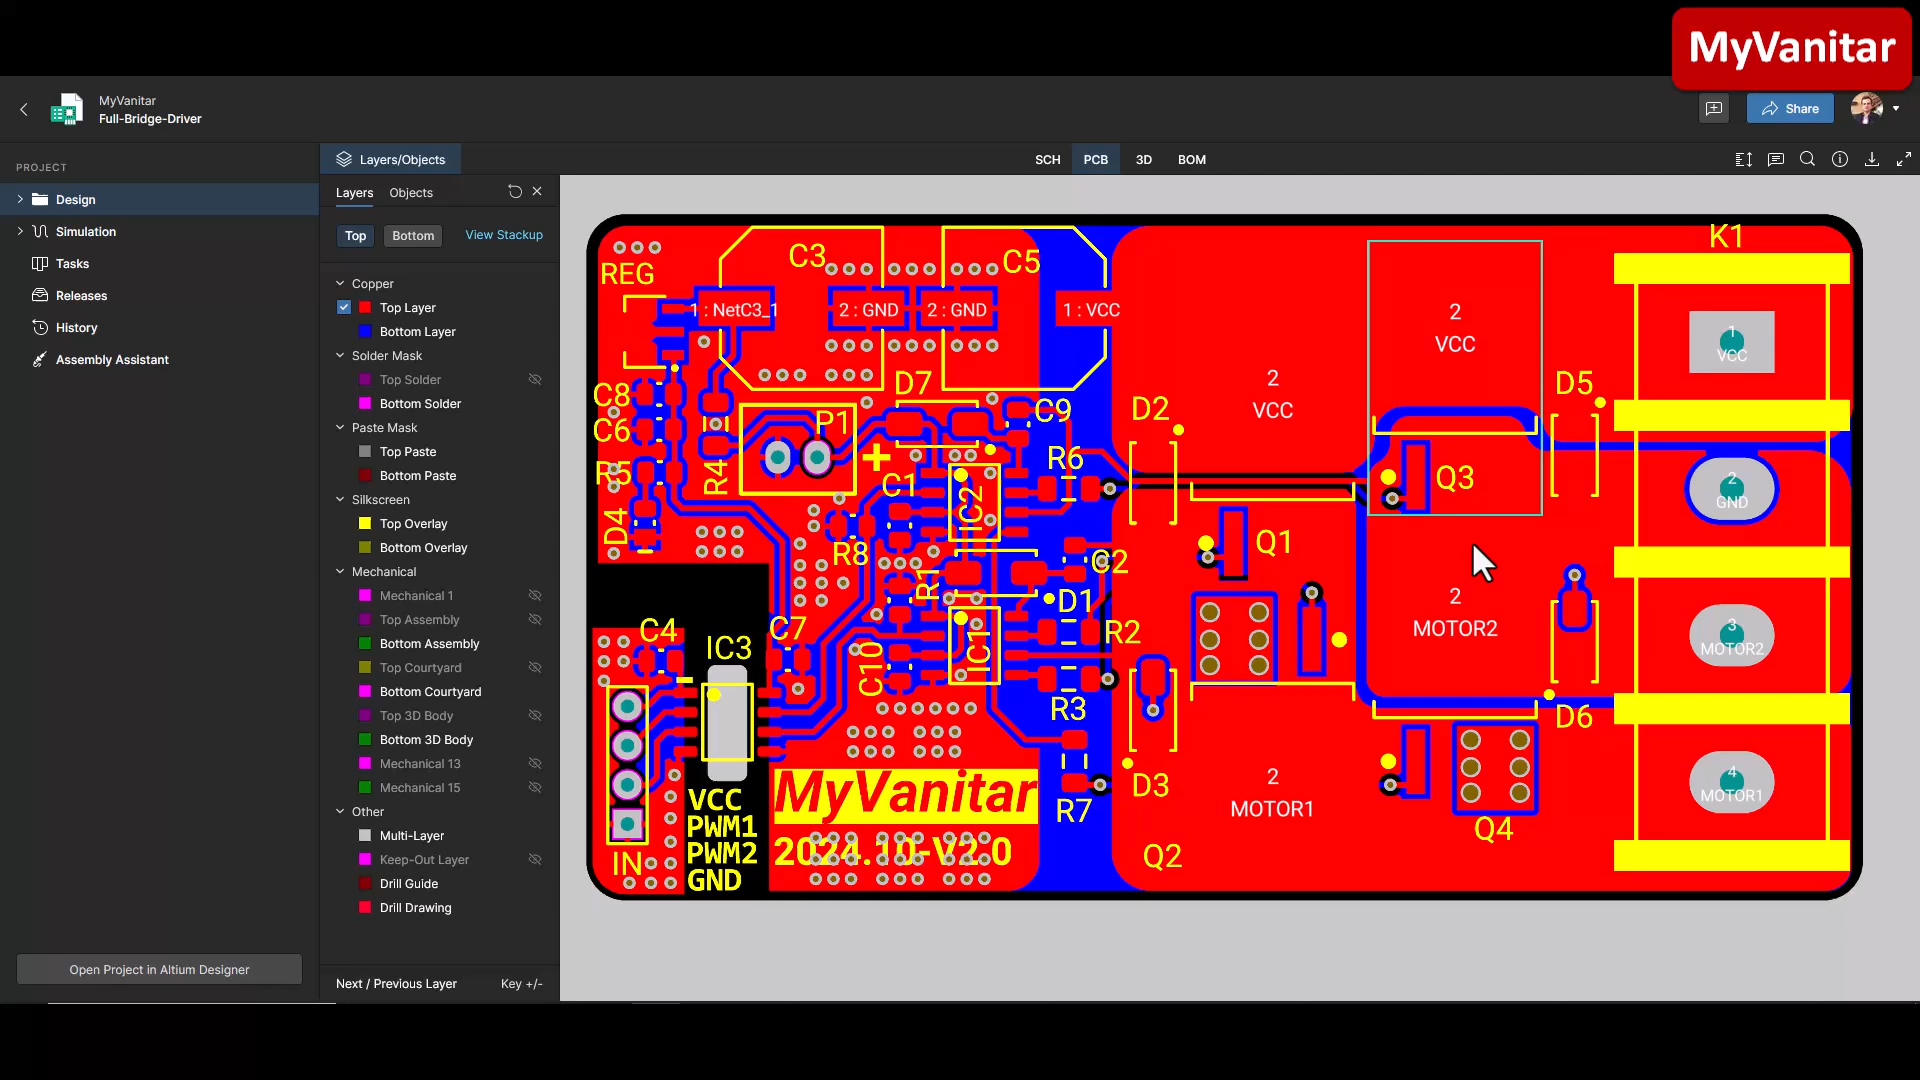 MyVanitar
MyVanitar
Full-Bridge-Driver
Share
PROJECT
Design
Simulation
Tasks
Releases
History
Assembly Assistant
Open Project in Altium Designer
Layers/Objects
SCH
PCB
3D
BOM
Layers
Objects
Top
Bottom
View Stackup
Copper
Top Layer
Bottom Layer
Solder Mask
Top Solder
Bottom Solder
Paste Mask
Top Paste
Bottom Paste
Silkscreen
Top Overlay
Bottom Overlay
Mechanical
Mechanical 1
Top Assembly
Bottom Assembly
Top Courtyard
Bottom Courtyard
Top 3D Body
Bottom 3D Body
Mechanical 13
Mechanical 15
Other
Multi-Layer
Keep-Out Layer
Drill Guide
Drill Drawing
Next / Previous Layer
Key +/-
REG
C3
C5
K1
1 : NetC3_1
2 : GND
2 : GND
1 : VCC
2
VCC
2
VCC
1
VCC
C8
C6
R5
R4
D4
P1
+
D7
C9
D2
D5
R6
C1
IC2
Q3
2
GND
R8
R1
C2
D1
Q1
2
MOTOR2
3
MOTOR2
C4
IC3
C7
C10
IC1
R2
R3
D6
MyVanitar
2024.10-V2.0
VCC
PWM1
PWM2
GND
IN
R7
D3
Q2
2
MOTOR1
Q4
4
MOTOR1